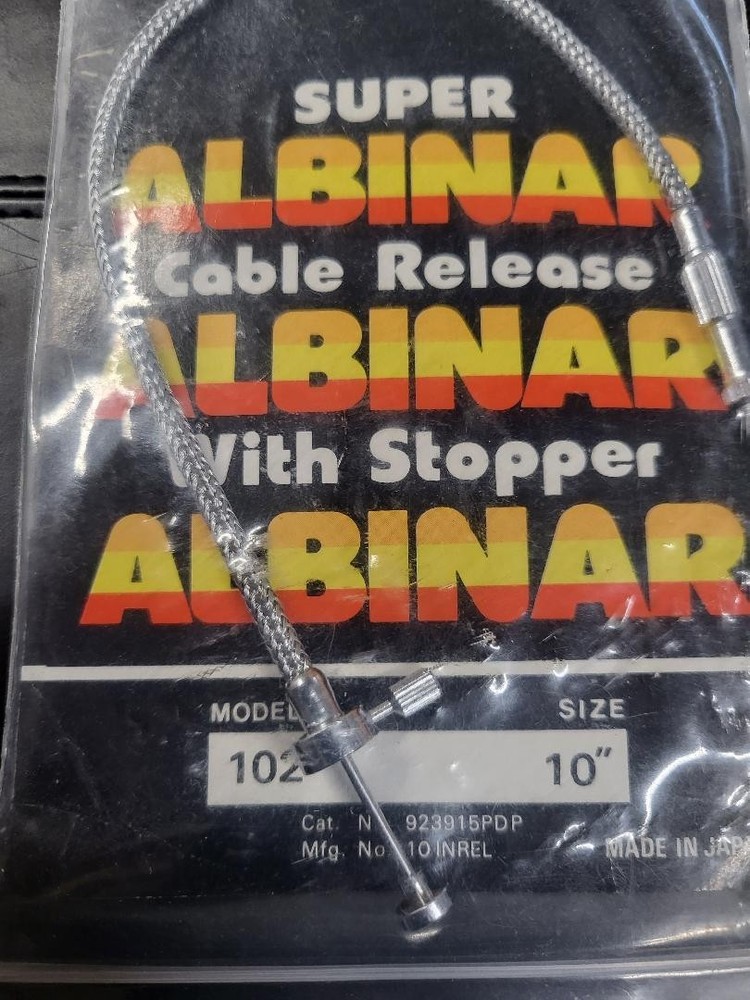 SUPER
ALBINAR
Cable Release
ALBINAR
With Stopper
ALBINAR
MODEL SIZE
102 10"
Cat. N 923915PDP
Mfg. No 10INREL MADE IN JAPA